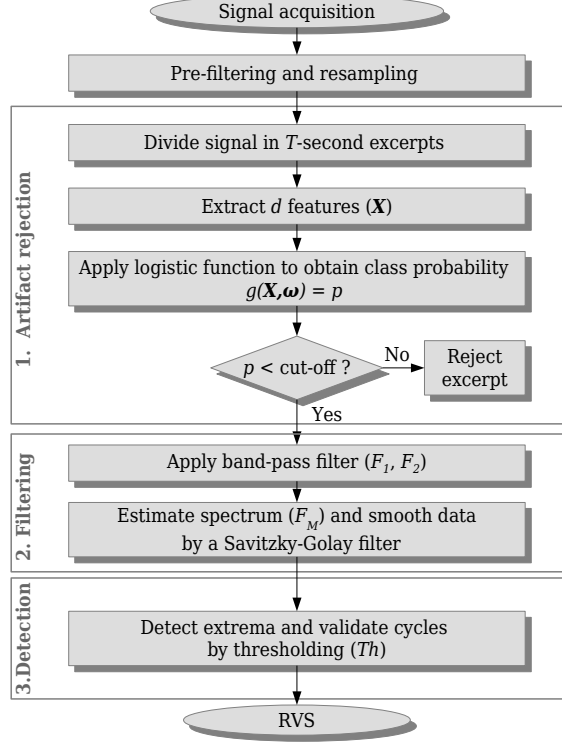 Signal acquisition
Pre-filtering and resampling
1. Artifact rejection
Divide signal in T-second excerpts
Extract d features (X)
Apply logistic function to obtain class probability
g(X,ω) = p
p < cut-off ?
No
Reject
excerpt
Yes
2. Filtering
Apply band-pass filter (F1, F2)
Estimate spectrum (FM) and smooth data
by a Savitzky-Golay filter
3.Detection
Detect extrema and validate cycles
by thresholding (Th)
RVS